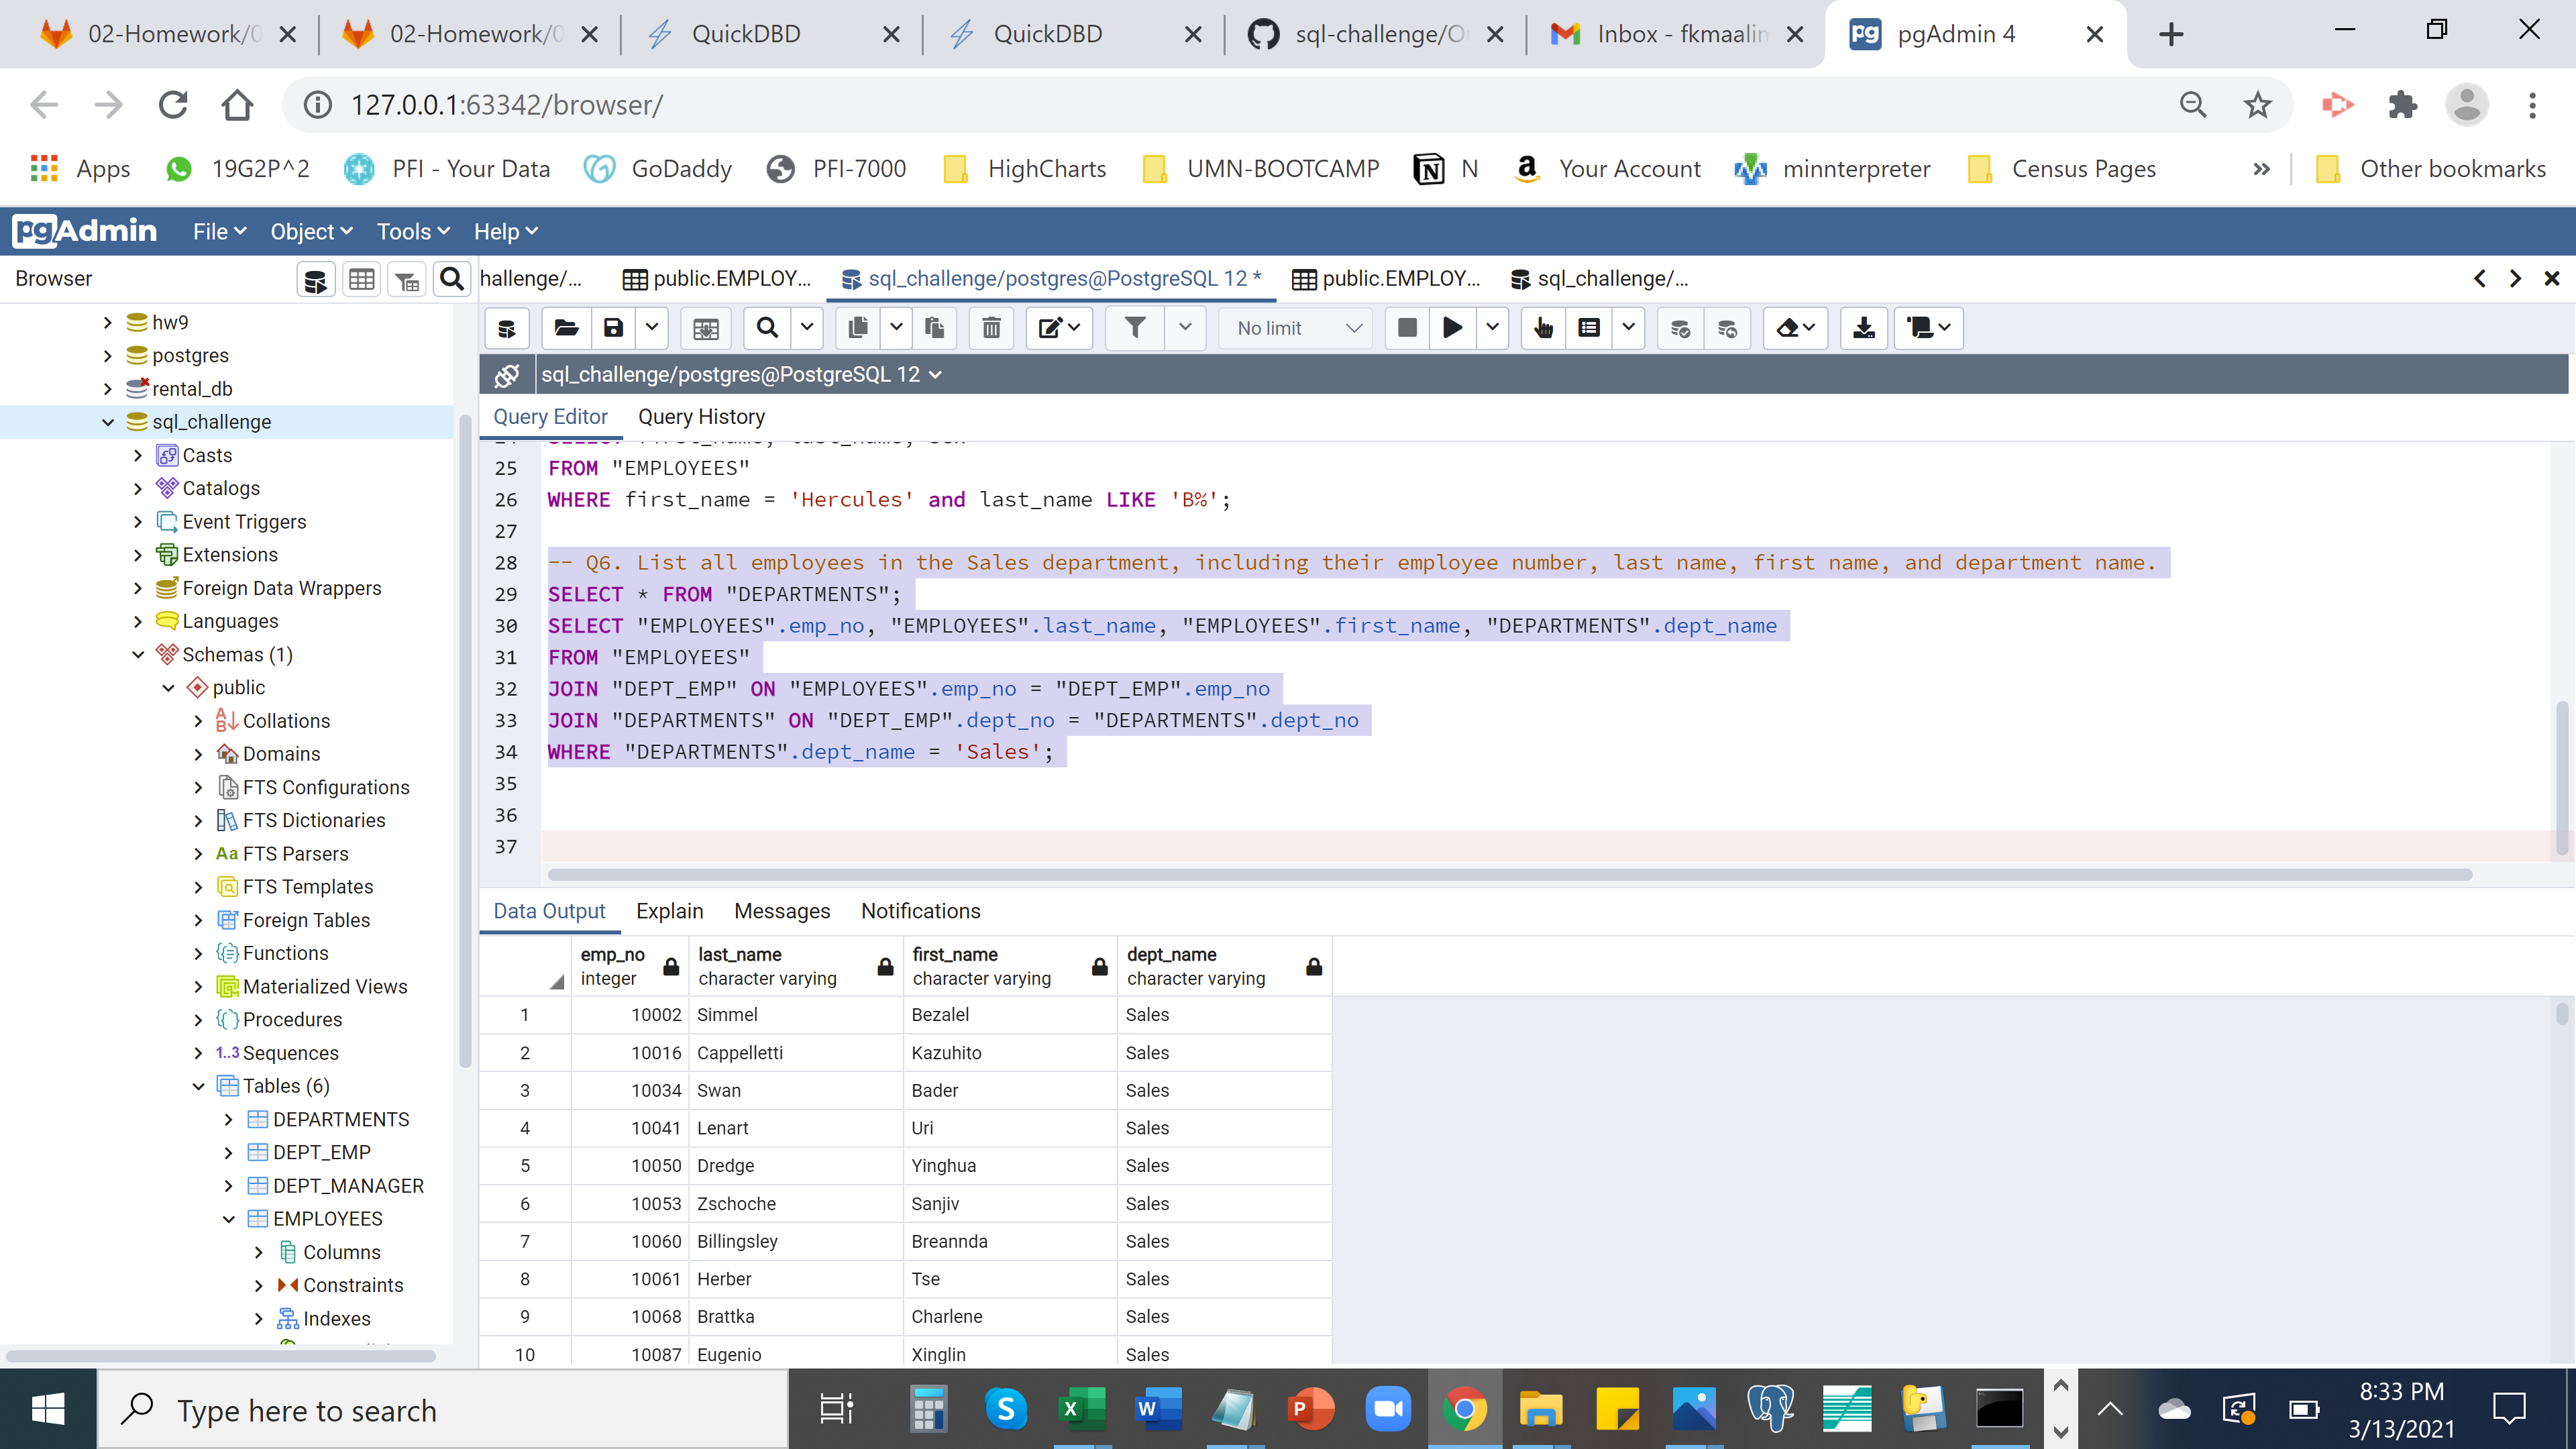 02-Homework/0
02-Homework/0
QuickDBD
QuickDBD
sql-challenge/O
Inbox - fkmaalin
pgAdmin 4
127.0.0.1:63342/browser/
Apps
19G2P^2
PFI - Your Data
GoDaddy
PFI-7000
HighCharts
UMN-BOOTCAMP
N
Your Account
minnterpreter
Census Pages
»
Other bookmarks
pgAdmin
File
Object
Tools
Help
Browser
hallenge/...
public.EMPLOY...
sql_challenge/postgres@PostgreSQL 12 *
public.EMPLOY...
sql_challenge/...
No limit
sql_challenge/postgres@PostgreSQL 12
Query Editor
Query History
hw9
postgres
rental_db
sql_challenge
Casts
Catalogs
Event Triggers
Extensions
Foreign Data Wrappers
Languages
Schemas (1)
public
Collations
Domains
FTS Configurations
FTS Dictionaries
Aa FTS Parsers
FTS Templates
Foreign Tables
Functions
Materialized Views
Procedures
1..3 Sequences
Tables (6)
DEPARTMENTS
DEPT_EMP
DEPT_MANAGER
EMPLOYEES
Columns
Constraints
Indexes
25 FROM "EMPLOYEES"
26 WHERE first_name = 'Hercules' and last_name LIKE 'B%';
27
28 -- Q6. List all employees in the Sales department, including their employee number, last name, first name, and department name.
29 SELECT * FROM "DEPARTMENTS";
30 SELECT "EMPLOYEES".emp_no, "EMPLOYEES".last_name, "EMPLOYEES".first_name, "DEPARTMENTS".dept_name
31 FROM "EMPLOYEES"
32 JOIN "DEPT_EMP" ON "EMPLOYEES".emp_no = "DEPT_EMP".emp_no
33 JOIN "DEPARTMENTS" ON "DEPT_EMP".dept_no = "DEPARTMENTS".dept_no
34 WHERE "DEPARTMENTS".dept_name = 'Sales';
35
36
37
Data Output
Explain
Messages
Notifications
emp_no last_name first_name dept_name
integer character varying character varying character varying
1 10002 Simmel Bezalel Sales
2 10016 Cappelletti Kazuhito Sales
3 10034 Swan Bader Sales
4 10041 Lenart Uri Sales
5 10050 Dredge Yinghua Sales
6 10053 Zschoche Sanjiv Sales
7 10060 Billingsley Breannda Sales
8 10061 Herber Tse Sales
9 10068 Brattka Charlene Sales
10 10087 Eugenio Xinglin Sales
Type here to search
8:33 PM
3/13/2021